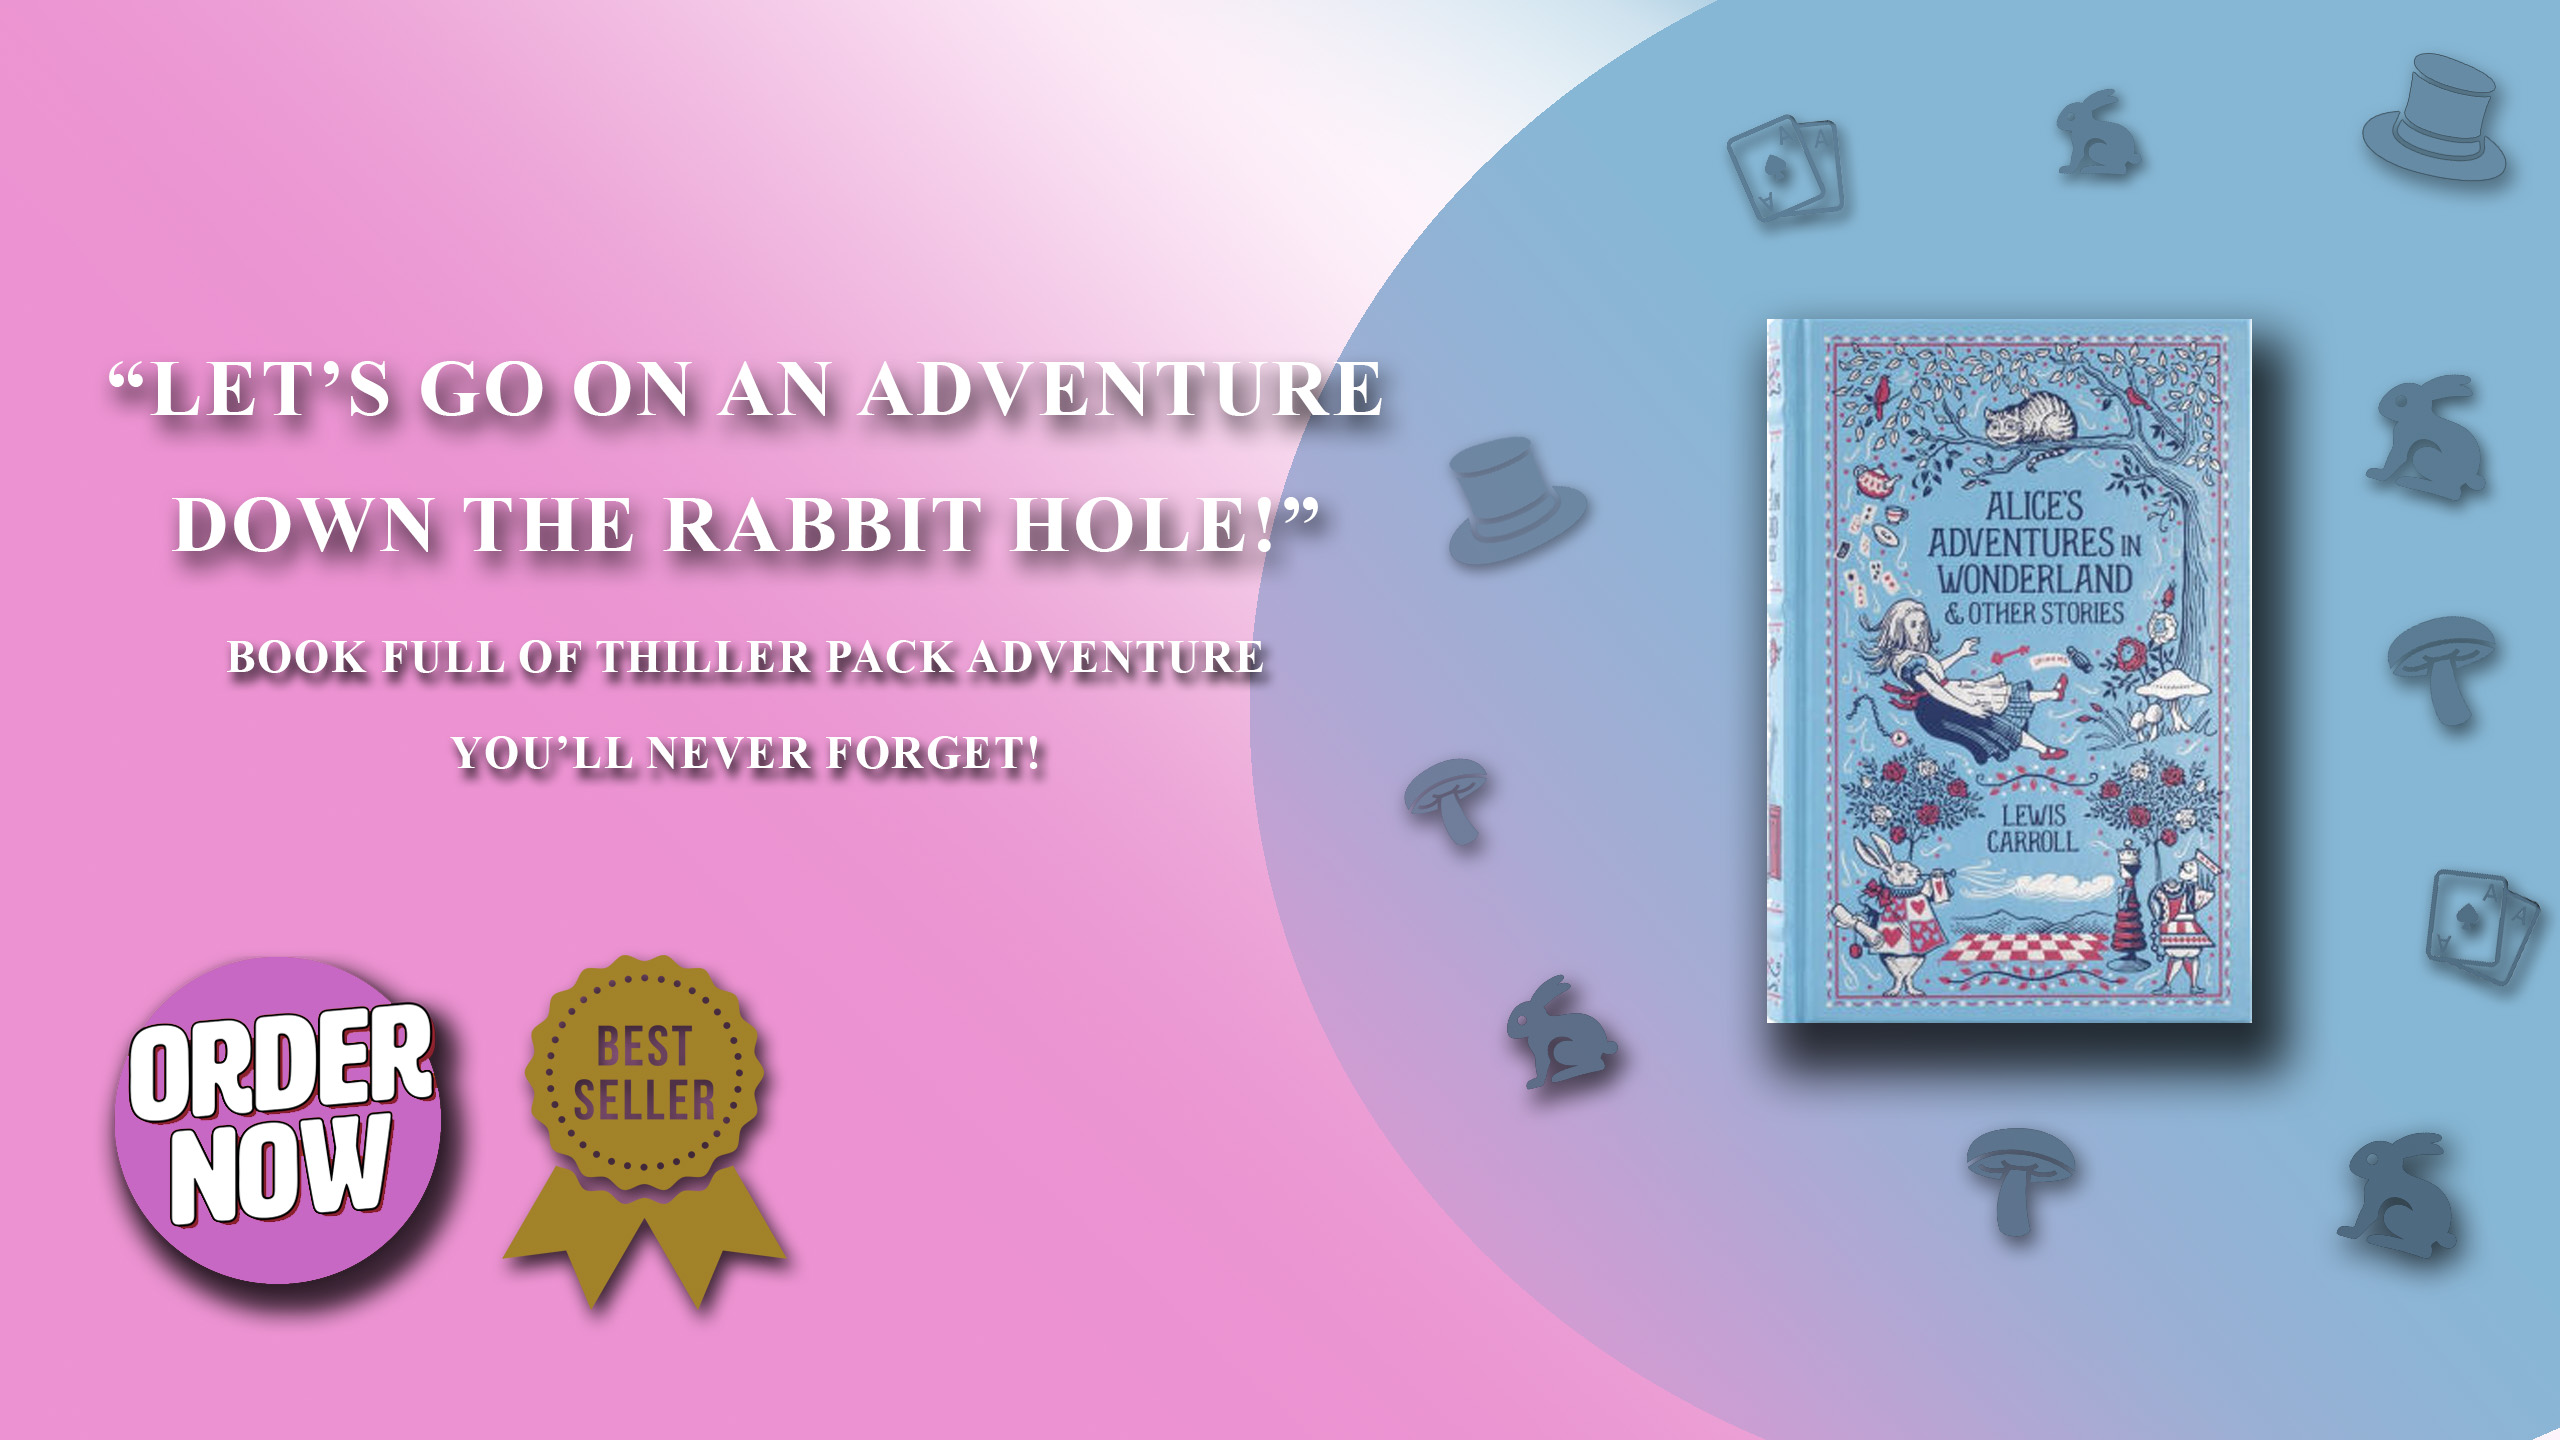 “LET’S GO ON AN ADVENTURE
DOWN THE RABBIT HOLE!”
BOOK FULL OF THILLER PACK ADVENTURE
YOU’LL NEVER FORGET!
ORDER
NOW
BEST
SELLER
ALICE'S
ADVENTURES IN
WONDERLAND
& OTHER STORIES
LEWIS
CARROLL
A A
A
A A
A